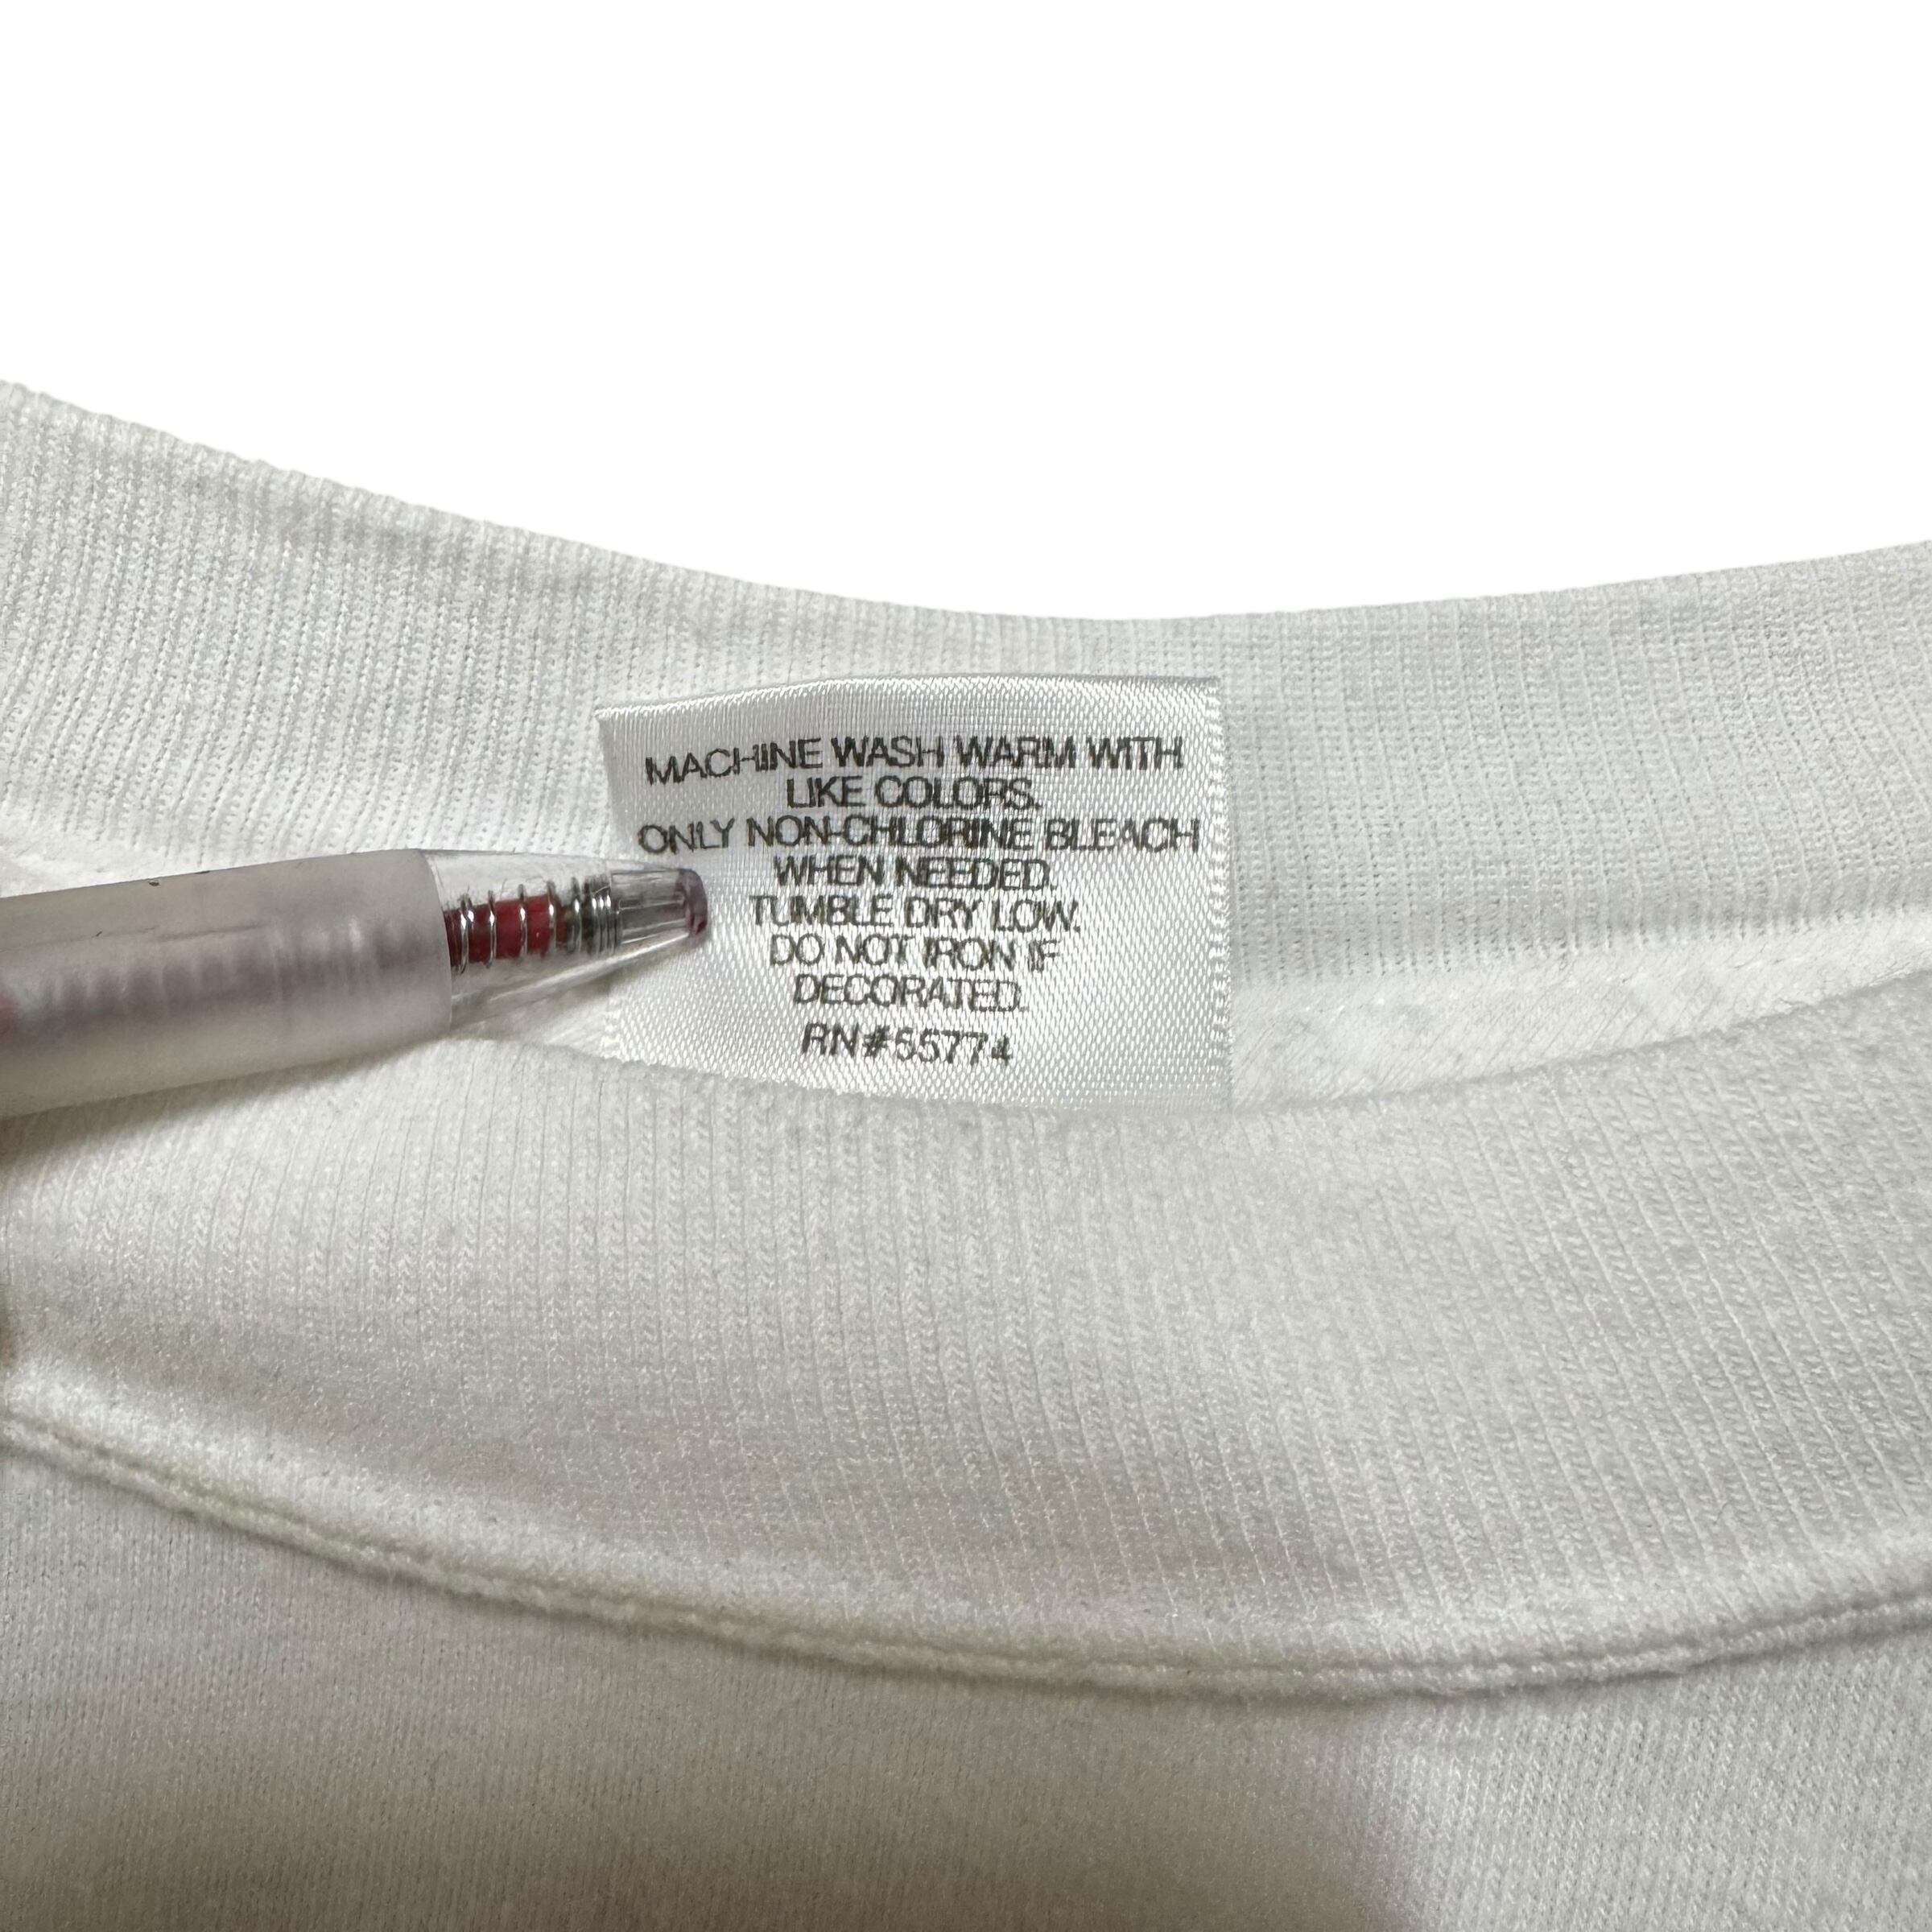 MACHINE WASH WARM WITH
LIKE COLORS.
ONLY NON-CHLORINE BLEACH
WHEN NEEDED.
TUMBLE DRY LOW.
DO NOT IRON IF
DECORATED.
RN#55774